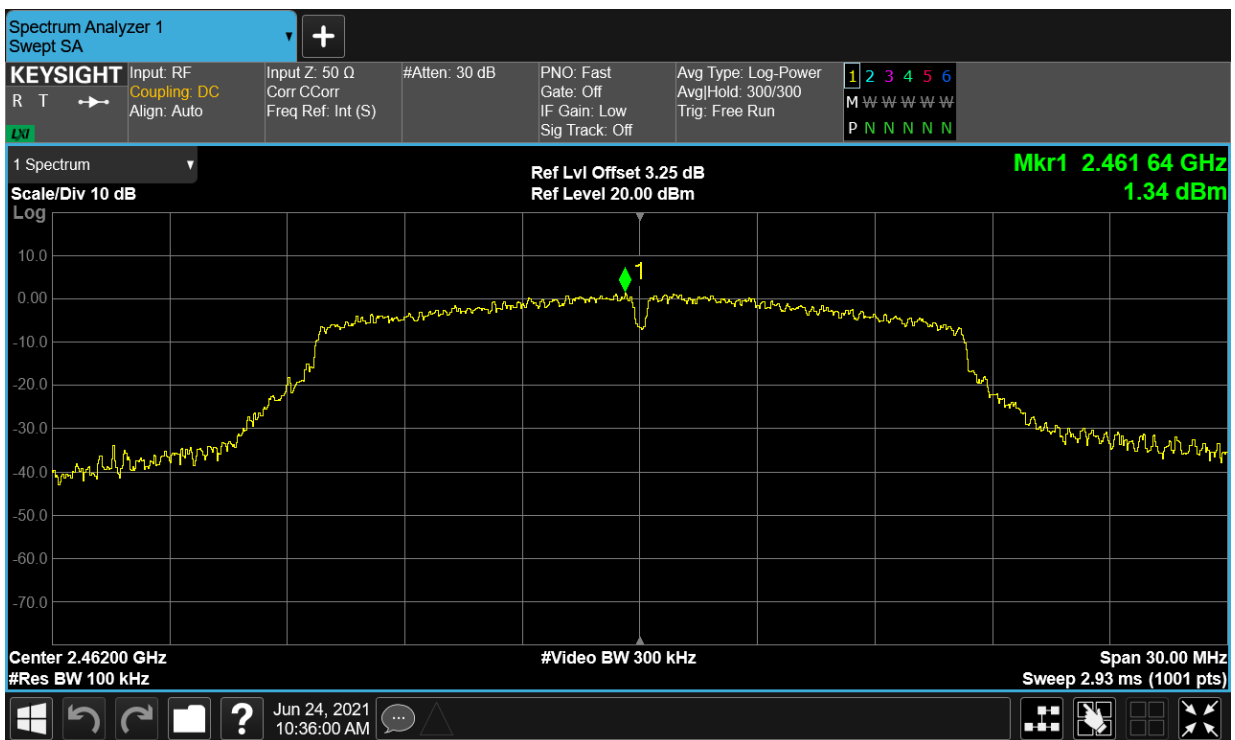 Spectrum Analyzer 1
Swept SA
KEYSIGHT
R T
LXI
Input: RF
Coupling: DC
Align: Auto
Input Z: 50 Ω
Corr CCorr
Freq Ref: Int (S)
#Atten: 30 dB
PNO: Fast
Gate: Off
IF Gain: Low
Sig Track: Off
Avg Type: Log-Power
Avg|Hold: 300/300
Trig: Free Run
1 2 3 4 5 6
M W W W W W
P N N N N N
1 Spectrum
Scale/Div 10 dB
Log
Ref Lvl Offset 3.25 dB
Ref Level 20.00 dBm
Mkr1 2.461 64 GHz
1.34 dBm
1
10.0
0.00
-10.0
-20.0
-30.0
-40.0
-50.0
-60.0
-70.0
Center 2.46200 GHz
#Res BW 100 kHz
#Video BW 300 kHz
Span 30.00 MHz
Sweep 2.93 ms (1001 pts)
?
Jun 24, 2021
10:36:00 AM